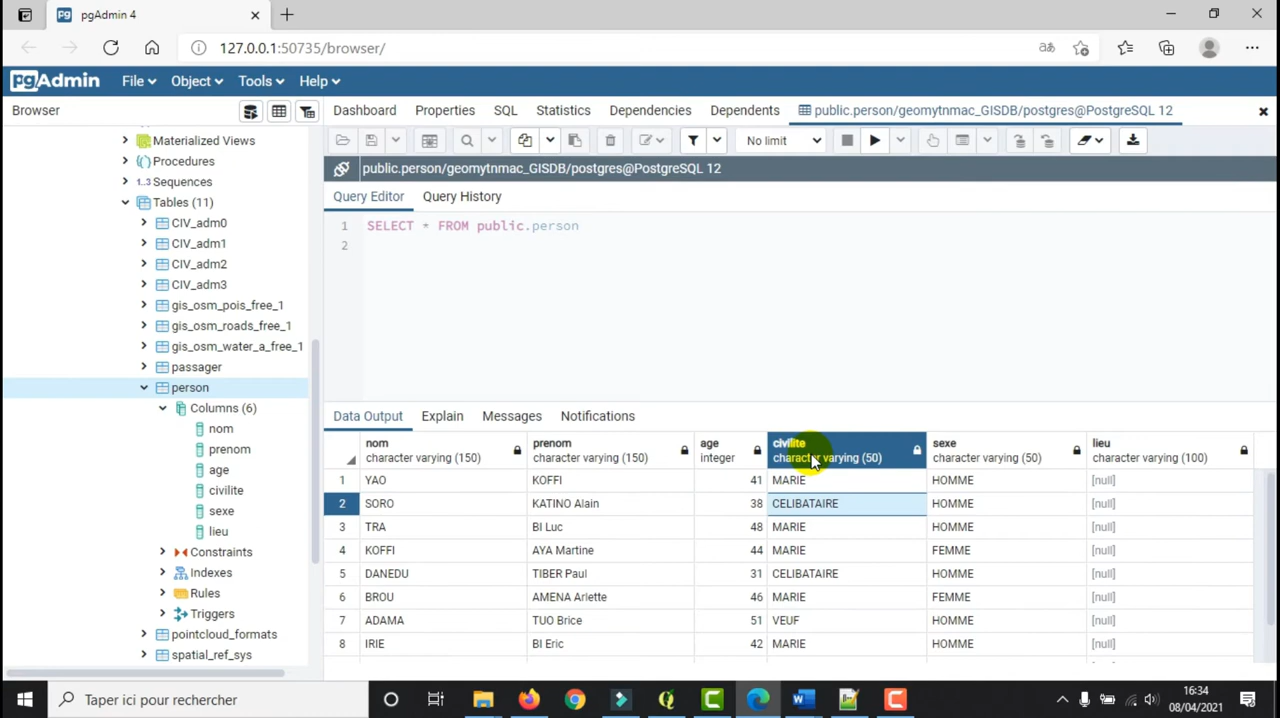 pgAdmin 4
127.0.0.1:50735/browser/
pgAdmin File Object Tools Help
Browser
Dashboard Properties SQL Statistics Dependencies Dependents public.person/geomytnmac_GISDB/postgres@PostgreSQL 12
No limit
public.person/geomytnmac_GISDB/postgres@PostgreSQL 12
Query Editor Query History
1 SELECT * FROM public.person
2
Materialized Views
Procedures
1..3 Sequences
Tables (11)
CIV_adm0
CIV_adm1
CIV_adm2
CIV_adm3
gis_osm_pois_free_1
gis_osm_roads_free_1
gis_osm_water_a_free_1
passager
person
Columns (6)
nom
prenom
age
civilite
sexe
lieu
Constraints
Indexes
Rules
Triggers
pointcloud_formats
spatial_ref_sys
Data Output Explain Messages Notifications
nom prenom age civilite sexe lieu
character varying (150) character varying (150) integer character varying (50) character varying (50) character varying (100)
1 YAO KOFFI 41 MARIE HOMME [null]
2 SORO KATINO Alain 38 CELIBATAIRE HOMME [null]
3 TRA BI Luc 48 MARIE HOMME [null]
4 KOFFI AYA Martine 44 MARIE FEMME [null]
5 DANEDU TIBER Paul 31 CELIBATAIRE HOMME [null]
6 BROU AMENA Arlette 46 MARIE FEMME [null]
7 ADAMA TUO Brice 51 VEUF HOMME [null]
8 IRIE BI Eric 42 MARIE HOMME [null]
Taper ici pour rechercher
16:34
08/04/2021